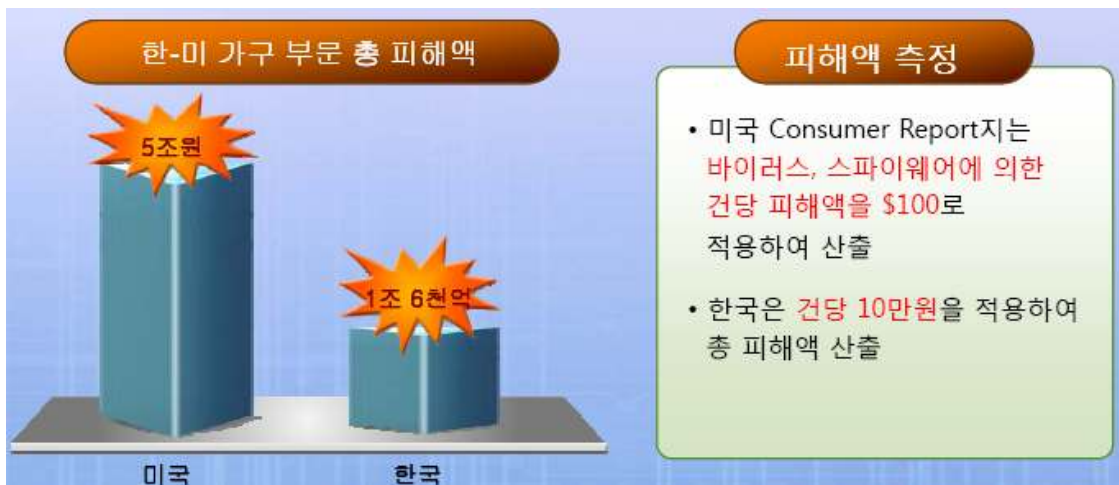 한-미 가구 부문 총 피해액
5조원
1조 6천억
미국
한국
피해액 측정
• 미국 Consumer Report지는
바이러스, 스파이웨어에 의한
건당 피해액을 $100로
적용하여 산출
• 한국은 건당 10만원을 적용하여
총 피해액 산출